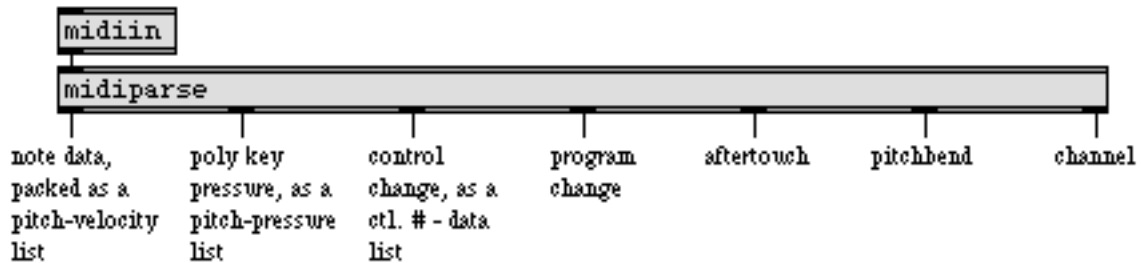 midiin
midiparse
note data,
packed as a
pitch-velocity
list
poly key
pressure, as a
pitch-pressure
list
control
change, as a
ctl. # - data
list
program
change
aftertouch
pitchbend
channel